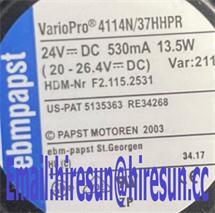 ebmpapst
VarioPro® 4114N/37HHPR
24V⎓DC 530mA 13.5W
(20-26.4V⎓DC) Var:211
HDM-Nr F2.115.2531
US-PAT 5135363 RE34268
© PAPST MOTOREN 2003
ebm-papst St.Georgen
34.17
Email:hiresun@hiresun.cc
ZP